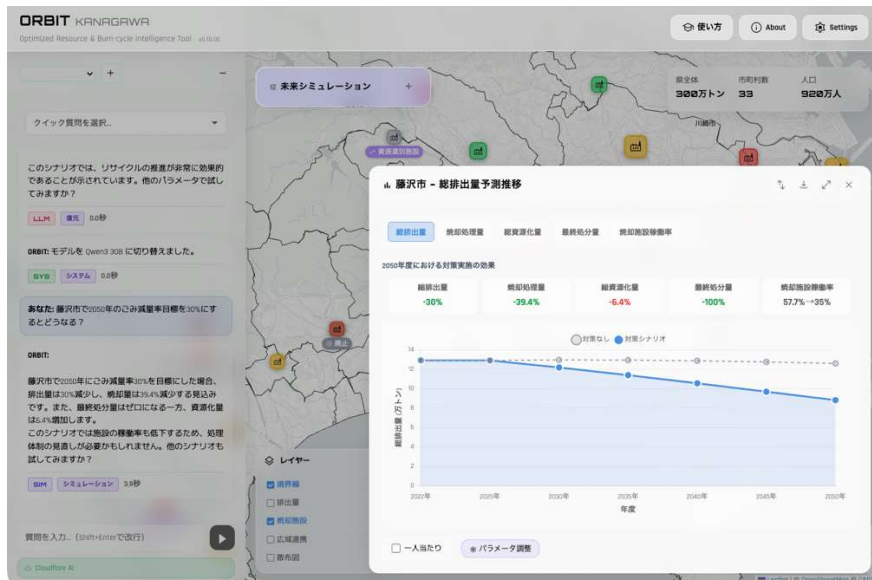 ORBIT KANAGAWA
Optimized Resource & Burn-cycle Intelligence Tool
使い方
About
Settings
クイック質問を選択...
このシナリオでは、リサイクルの推進が非常に効果的
であることが示されています。他のパラメータで試し
てみますか？
LLM 復元 0.0秒
ORBIT: モデルを Qwen3 30B に切り替えました。
SYS システム 0.0秒
あなた: 藤沢市で2050年のごみ減量率目標を30%にす
るとどうなる？
ORBIT:
藤沢市で2050年にごみ減量率30%を目標にした場合、
排出量は30%減少し、焼却量は39.4%減少する見込み
です。また、最終処分量はゼロになる一方、資源化量
は6.4%増加します。
このシナリオでは施設の稼働率も低下するため、処理
体制の見直しが必要かもしれません。他のシナリオも
試してみますか？
SIM シミュレーション 3.9秒
質問を入力... (Shift+Enterで改行)
Cloudflare AI
未来シミュレーション +
県全体 市町村数 人口
300万トン 33 920万人
川崎市
資源選別施設
廃止
レイヤー
境界線
排出量
焼却施設
広域連携
散布図
藤沢市 - 総排出量予測推移
総排出量 焼却処理量 総資源化量 最終処分量 焼却施設稼働率
2050年度における対策実施の効果
総排出量 焼却処理量 総資源化量 最終処分量 焼却施設稼働率
-30% -39.4% -6.4% -100% 57.7%→35%
対策なし 対策シナリオ
総排出量 (万トン)
14
12
10
8
6
4
2
0
2022年 2025年 2030年 2035年 2040年 2045年 2050年
年度
一人当たり
パラメータ調整